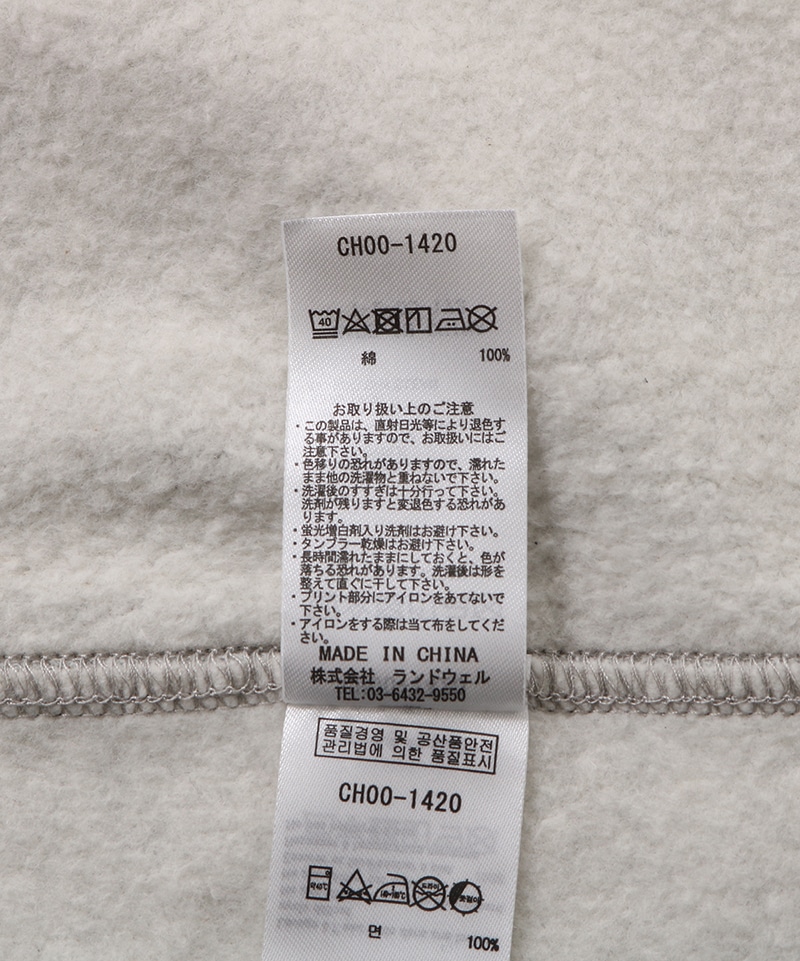 CH00-1420
40
綿 100%
お取り扱い上のご注意
・この製品は、直射日光等により退色す
る事がありますので、お取扱いにはご
注意下さい。
・色移りの恐れがありますので、濡れた
まま他の洗濯物と重ねないで下さい。
・洗濯後のすすぎは十分行って下さい。
洗剤が残りますと変退色する恐れがあ
ります。
・蛍光増白剤入り洗剤はお避け下さい。
・タンブラー乾燥はお避け下さい。
・長時間濡れたままにしておくと、色が
落ちる恐れがあります。洗濯後は形を
整えて直ぐに干して下さい。
・プリント部分にアイロンをあてないで
下さい。
・アイロンをする際は当て布をしてくだ
さい。
MADE IN CHINA
株式会社 ランドウェル
TEL:03-6432-9550
품질경영 및 공산품안전
관리법에 의한 품질표시
CH00-1420
약40℃ 드라이
면 100%